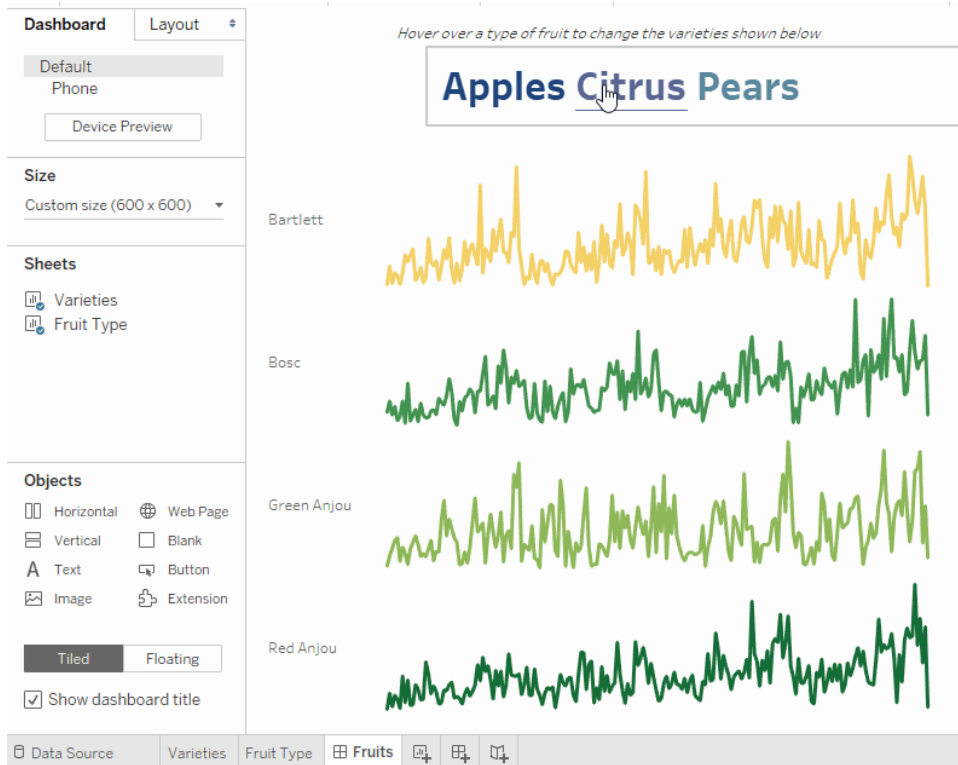 Dashboard Layout
Default
Phone
Device Preview
Size
Custom size (600 x 600)
Sheets
Varieties
Fruit Type
Objects
Horizontal Web Page
Vertical Blank
A Text Button
Image Extension
Tiled Floating
Show dashboard title
Hover over a type of fruit to change the varieties shown below
Apples Citrus Pears
Bartlett
Bosc
Green Anjou
Red Anjou
Data Source Varieties Fruit Type Fruits